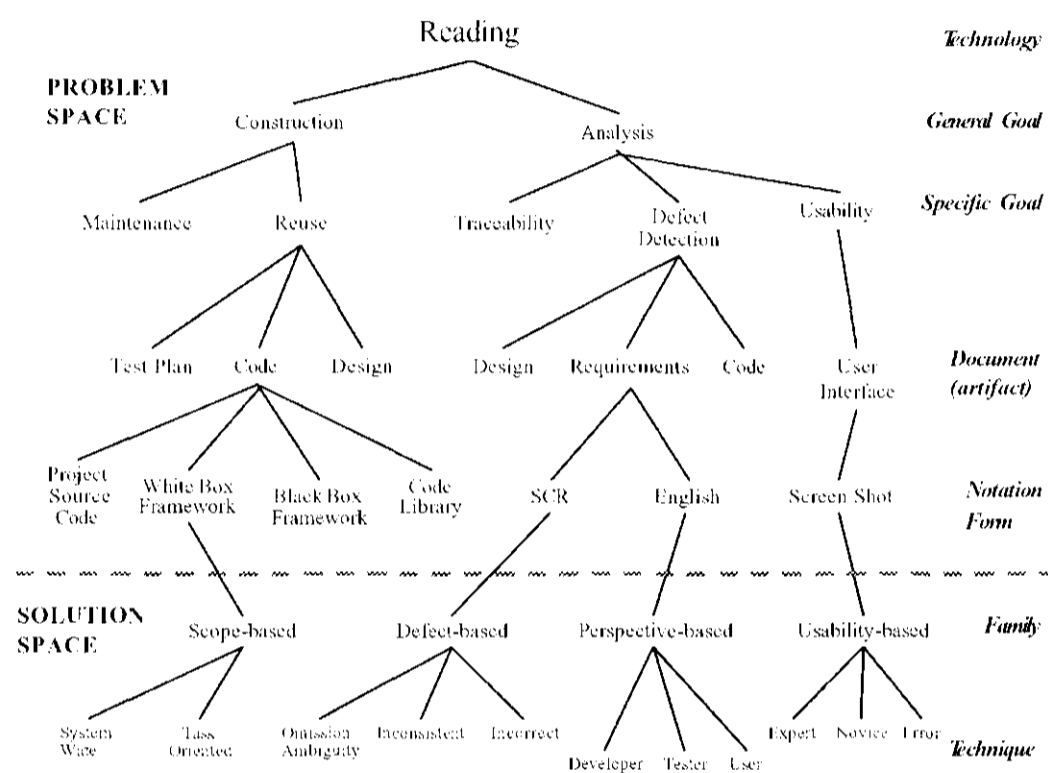 Reading
Technology
PROBLEM
SPACE
Construction
Analysis
General Goal
Maintenance
Reuse
Traceability
Defect
Detection
Usability
Specific Goal
Test Plan
Code
Design
Design
Requirements
Code
User
Interface
Document
(artifact)
Project
Source
Code
White Box
Framework
Black Box
Framework
Code
Library
SCR
English
Screen Shot
Notation
Form
SOLUTION
SPACE
Scope-based
Defect-based
Perspective-based
Usability-based
Family
System
Wide
Task
Oriented
Omission
Ambiguity
Inconsistent
Incorrect
Developer
Tester
User
Expert
Novice
Error
Technique